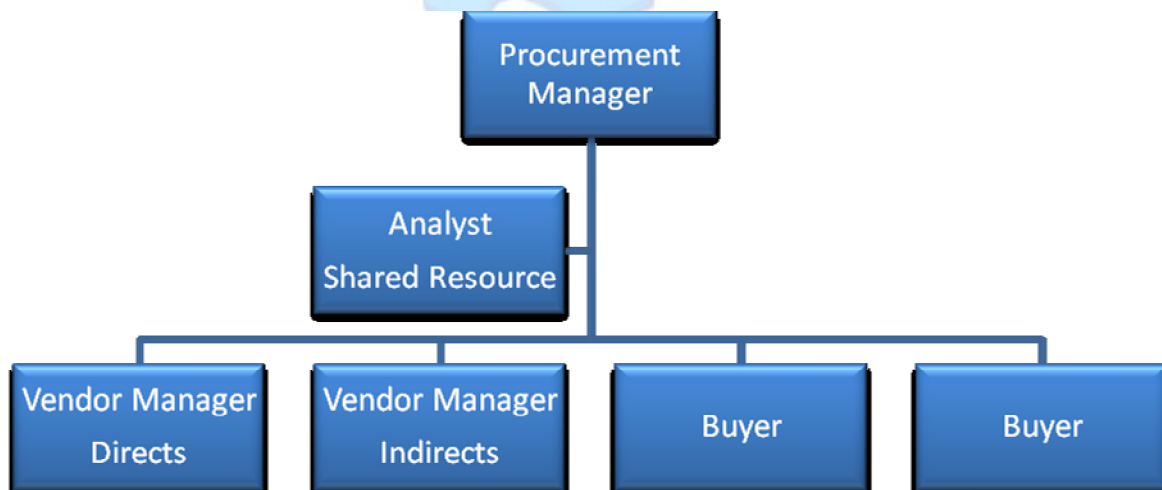 Procurement
Manager
Analyst
Shared Resource
Vendor Manager
Directs
Vendor Manager
Indirects
Buyer
Buyer